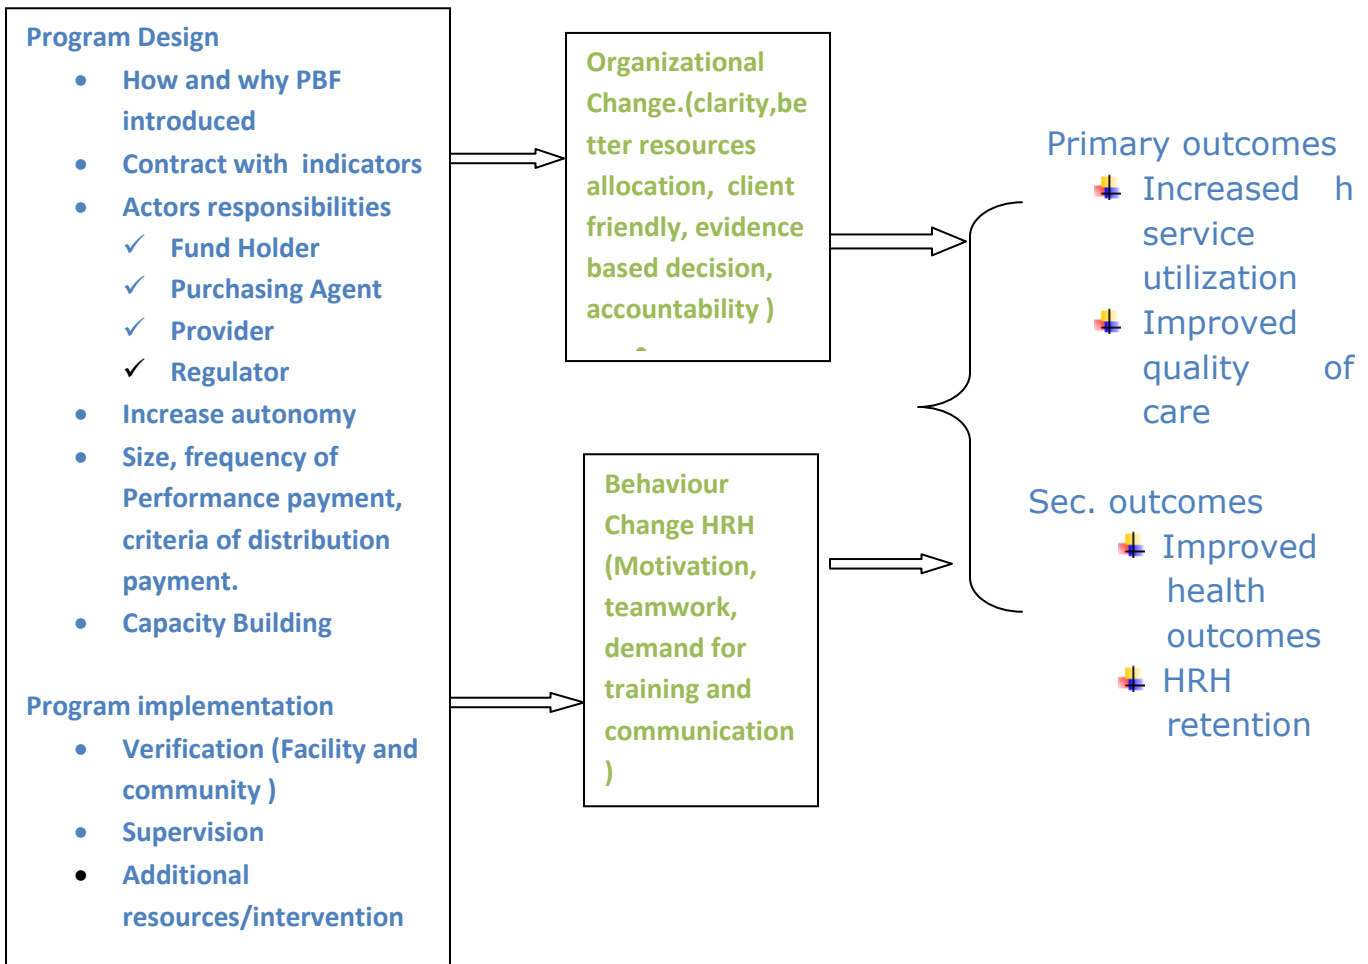 Program Design
• How and why PBF
introduced
• Contract with indicators
• Actors responsibilities
✓ Fund Holder
✓ Purchasing Agent
✓ Provider
✓ Regulator
• Increase autonomy
• Size, frequency of
Performance payment,
criteria of distribution
payment.
• Capacity Building
Program implementation
• Verification (Facility and
community )
• Supervision
• Additional
resources/intervention
Organizational
Change.(clarity,be
tter resources
allocation, client
friendly, evidence
based decision,
accountability )
Behaviour
Change HRH
(Motivation,
teamwork,
demand for
training and
communication
)
Primary outcomes
Increased h
service
utilization
Improved
quality of
care
Sec. outcomes
Improved
health
outcomes
HRH
retention